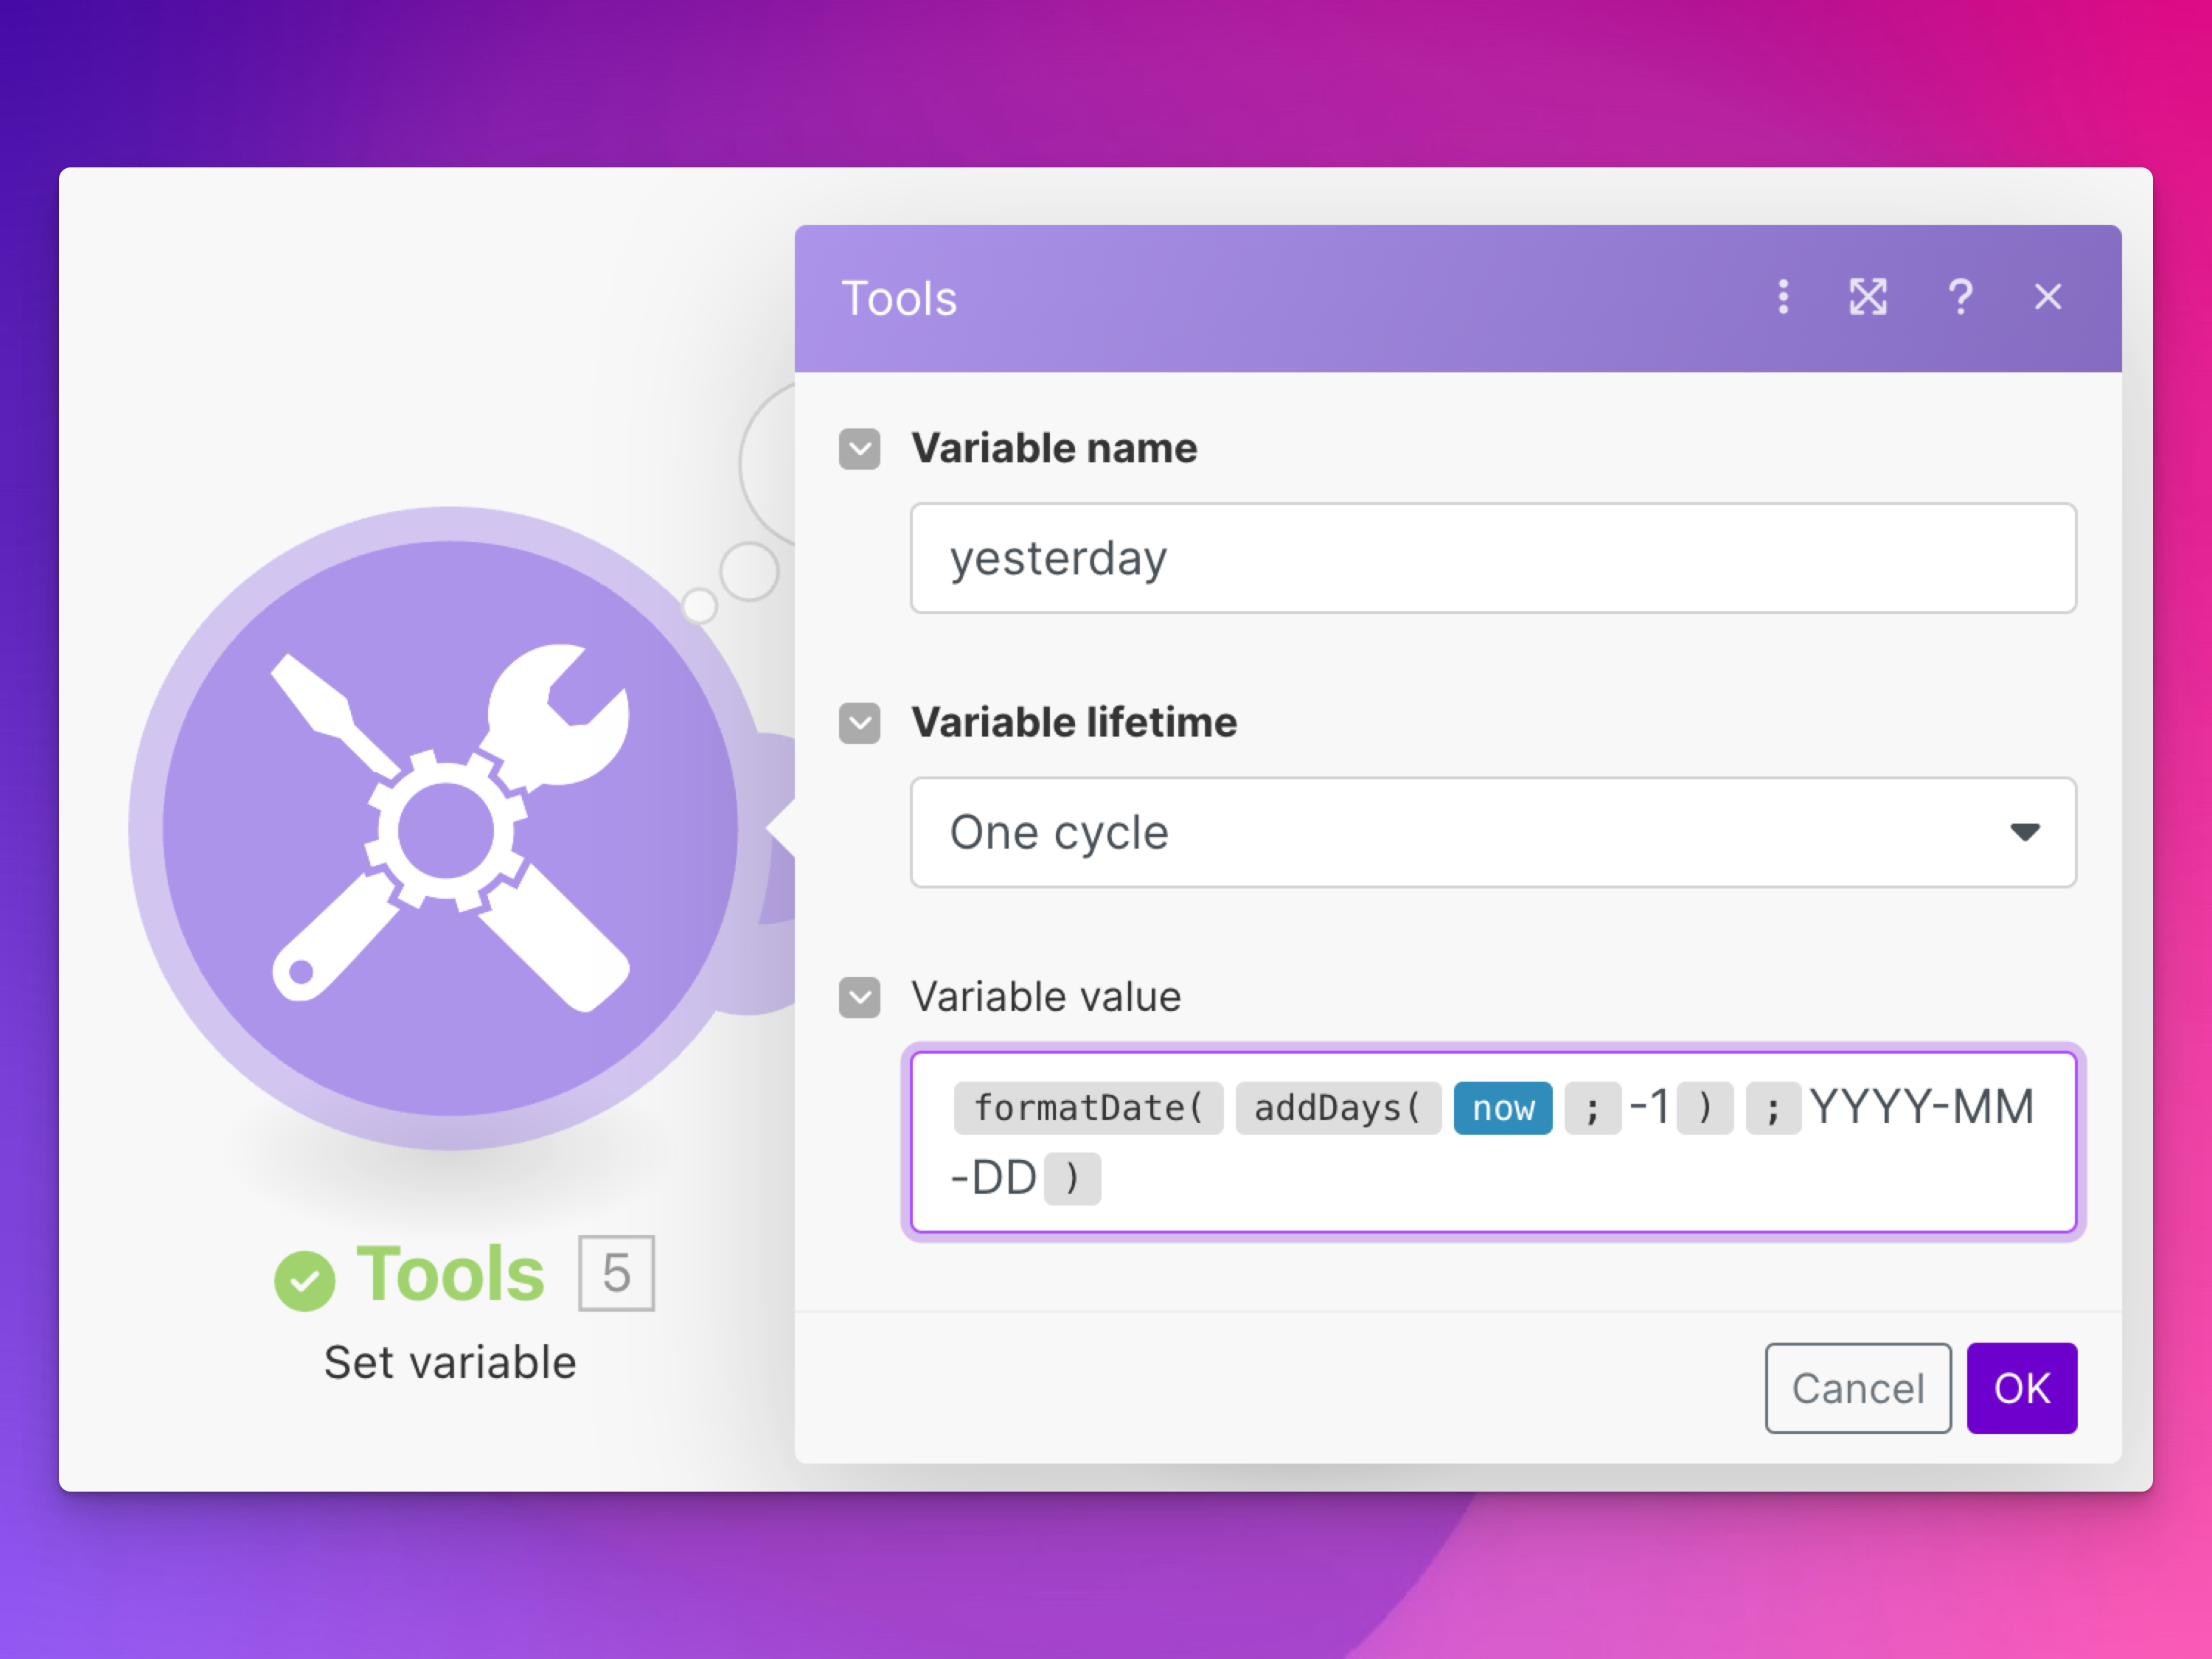 Tools
Variable name
yesterday
Variable lifetime
One cycle
Variable value
formatDate( addDays( now ; -1 ) ; YYYY-MM
-DD )
Cancel OK
Tools 5
Set variable